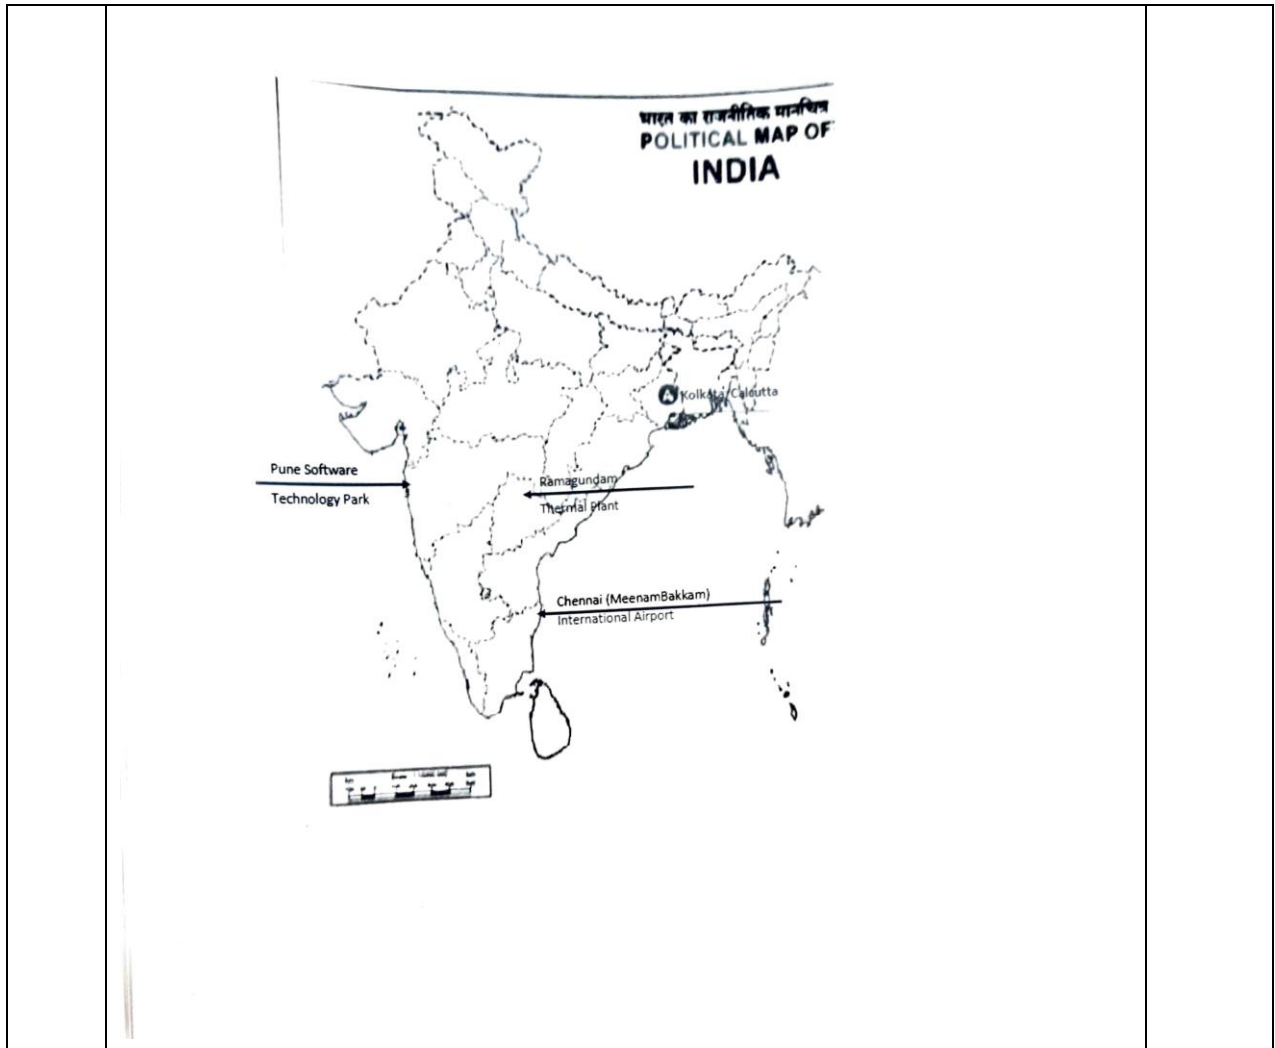 भारत का राजनीतिक मानचित्र
POLITICAL MAP OF
INDIA
A Kolkata/Calcutta
Pune Software
Technology Park
Ramagundam
Thermal Plant
Chennai (MeenamBakkam)
International Airport